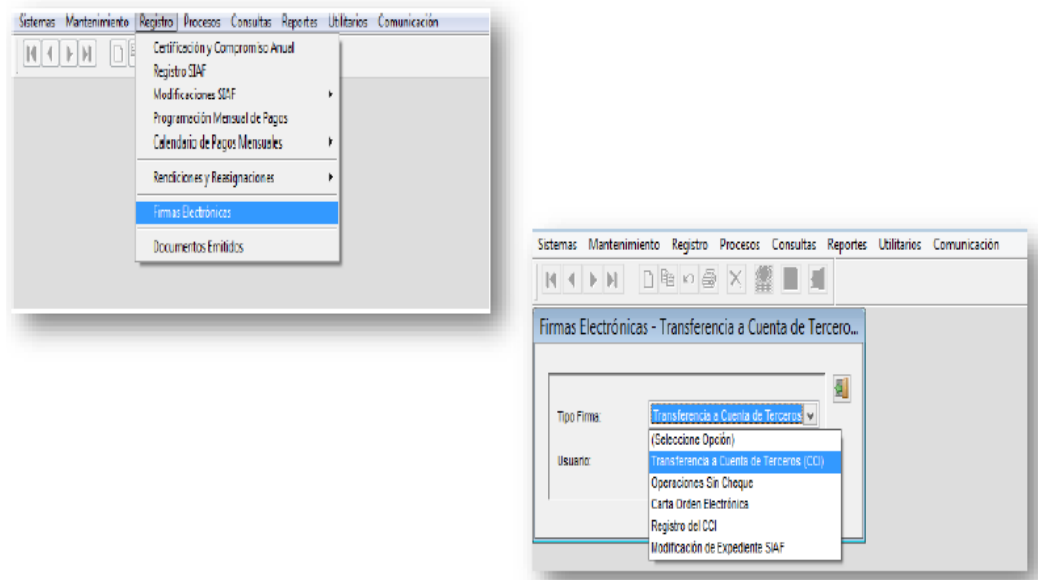 Sistemas Mantenimiento Registro Procesos Consultas Reportes Utilitarios Comunicación
Certificación y Compromiso Anual
Registro SIAF
Modificaciones SIAF
Programación Mensual de Pagos
Calendario de Pagos Mensuales
Rendiciones y Reasignaciones
Firmas Electrónicas
Documentos Emitidos
Sistemas Mantenimiento Registro Procesos Consultas Reportes Utilitarios Comunicación
Firmas Electrónicas - Transferencia a Cuenta de Tercero...
Tipo Firma: Transferencia a Cuenta de Terceros
(Seleccione Opción)
Usuario: Transferencia a Cuenta de Terceros (CCI)
Operaciones Sin Cheque
Carta Orden Electrónica
Registro del CCI
Modificación de Expediente SIAF